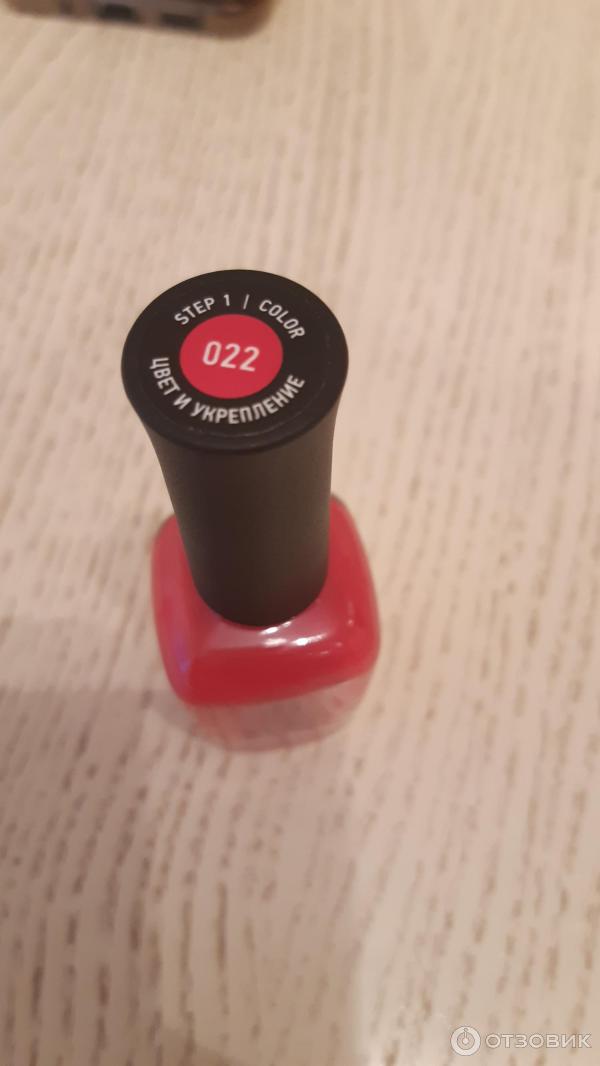 STEP 1 | COLOR
022
ЦВЕТ И УКРЕПЛЕНИЕ
ОТЗОВИК